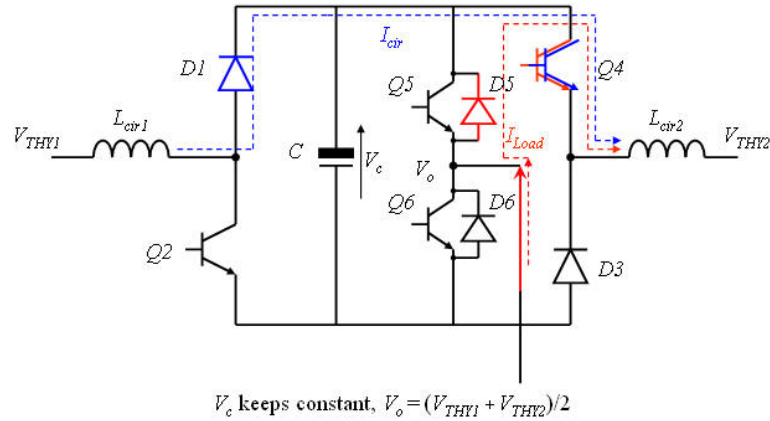 I_cir
D1
Q5
D5
Q4
L_cir1
I_Load
L_cir2
V_THY1
C
V_c
V_o
V_THY2
Q6
D6
Q2
D3
V_c keeps constant, V_o = (V_THY1 + V_THY2)/2